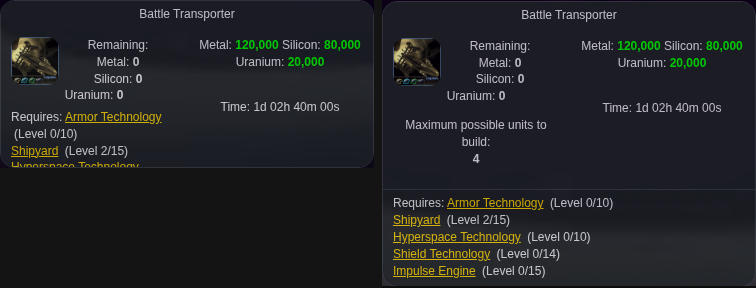 Battle Transporter
Remaining:
Metal: 0
Silicon: 0
Uranium: 0
Metal: 120,000 Silicon: 80,000
Uranium: 20,000
Time: 1d 02h 40m 00s
Requires: Armor Technology
(Level 0/10)
Shipyard (Level 2/15)
Hyperspace Technology
Battle Transporter
Remaining:
Metal: 0
Silicon: 0
Uranium: 0
Metal: 120,000 Silicon: 80,000
Uranium: 20,000
Time: 1d 02h 40m 00s
Maximum possible units to
build:
4
Requires: Armor Technology (Level 0/10)
Shipyard (Level 2/15)
Hyperspace Technology (Level 0/10)
Shield Technology (Level 0/14)
Impulse Engine (Level 0/15)